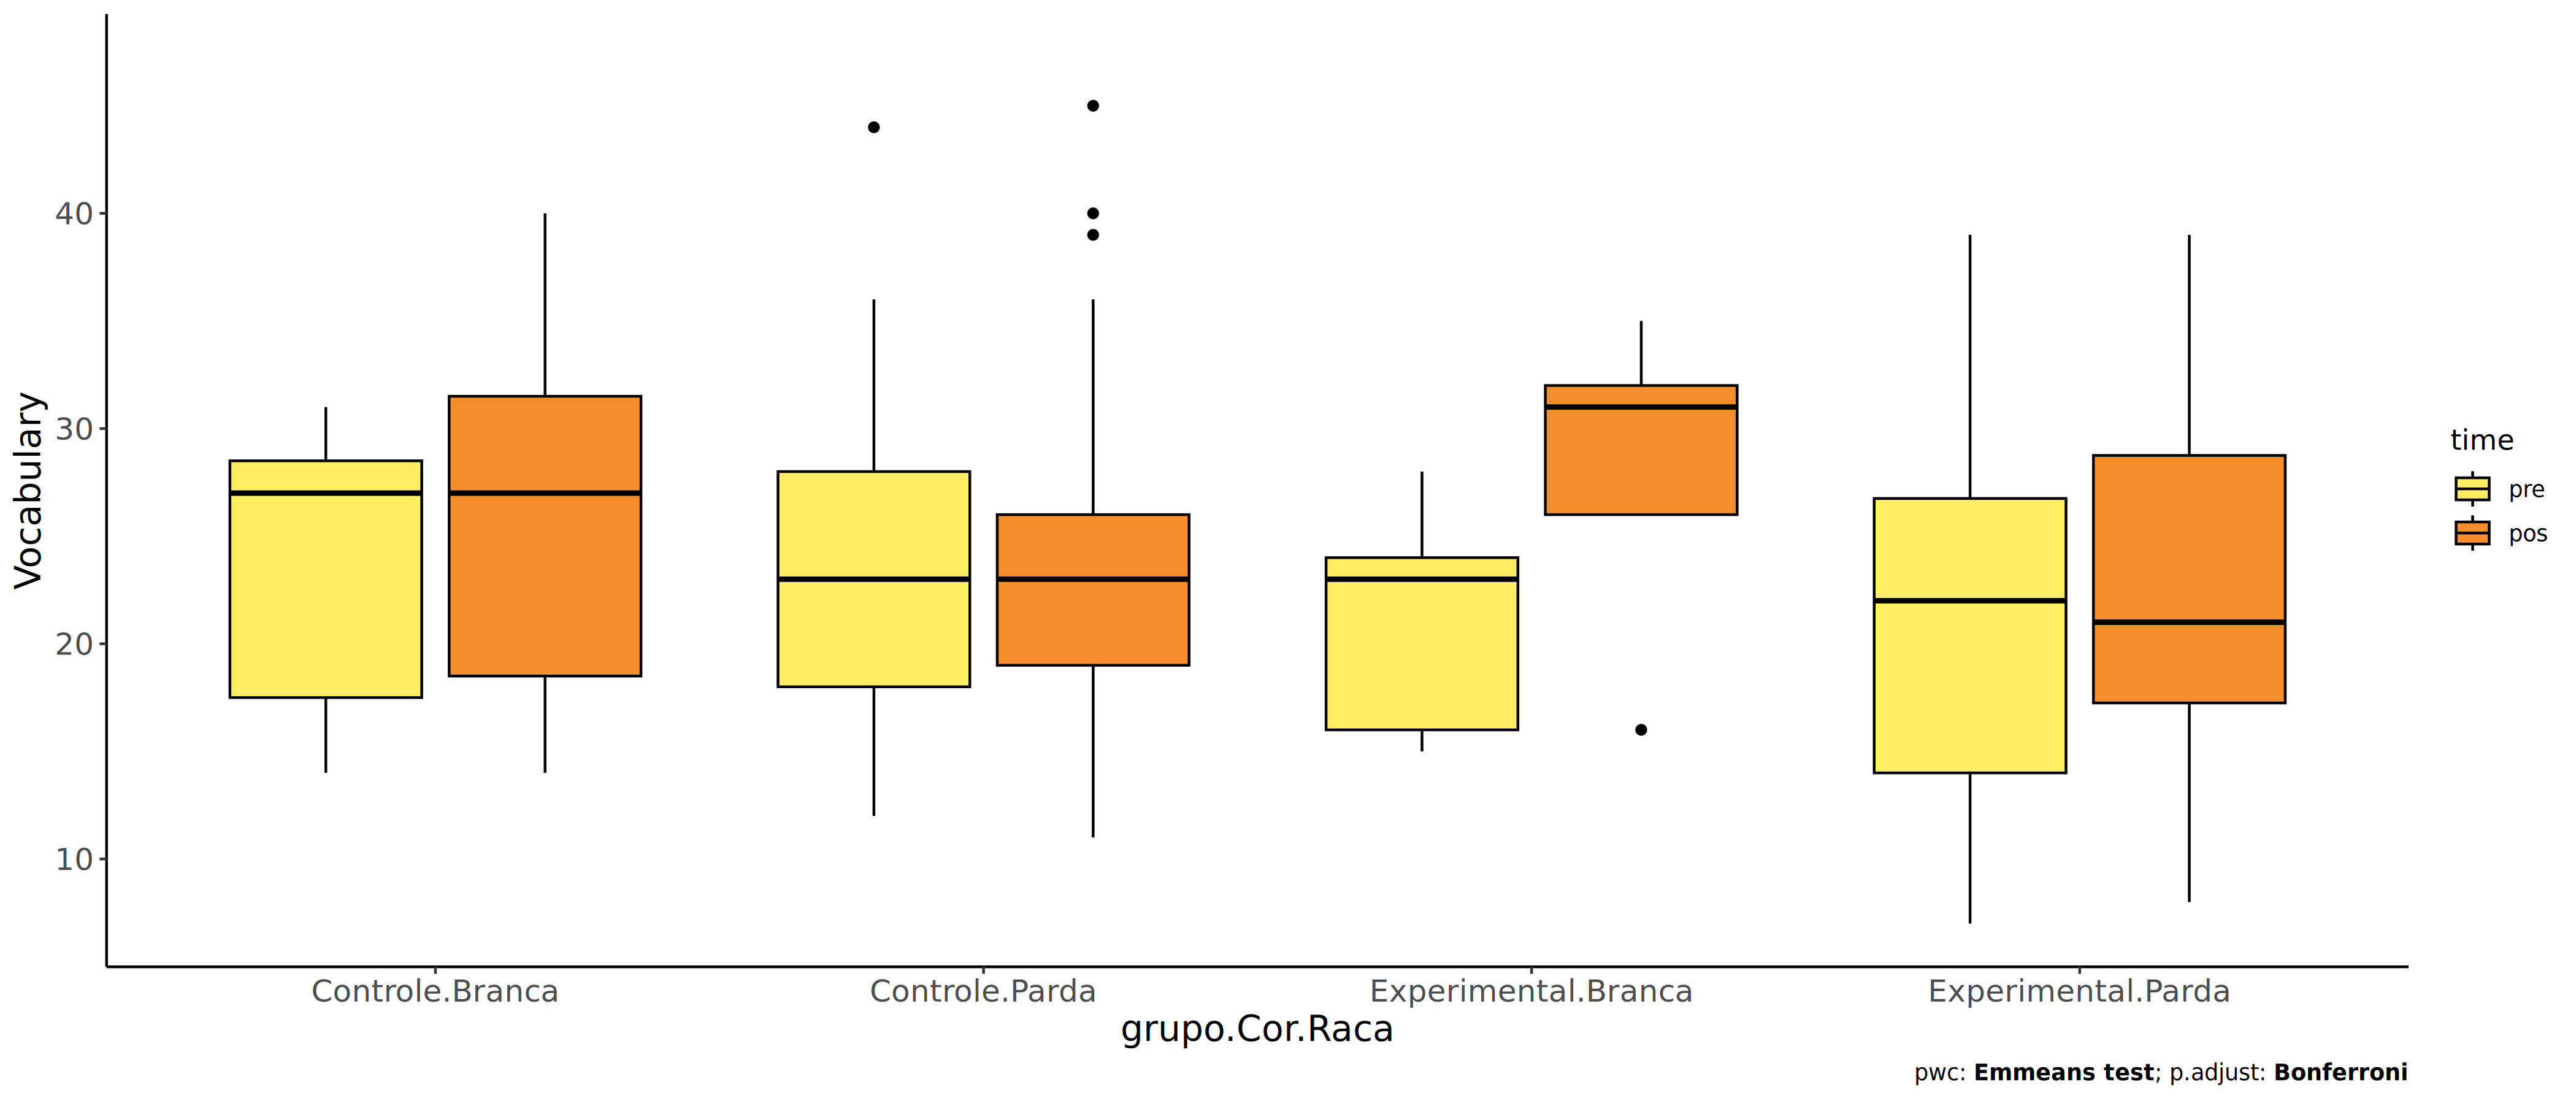 Vocabulary
40
30
20
10
Controle.Branca
Controle.Parda
Experimental.Branca
Experimental.Parda
grupo.Cor.Raca
time
pre
pos
pwc: Emmeans test; p.adjust: Bonferroni